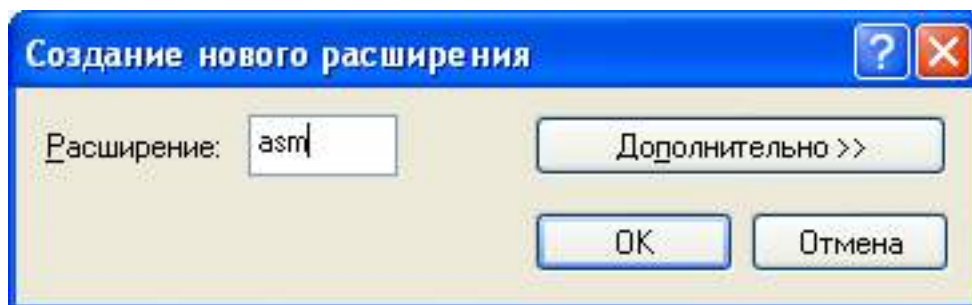 Создание нового расширения
Расширение: asm Дополнительно >>
OK Отмена